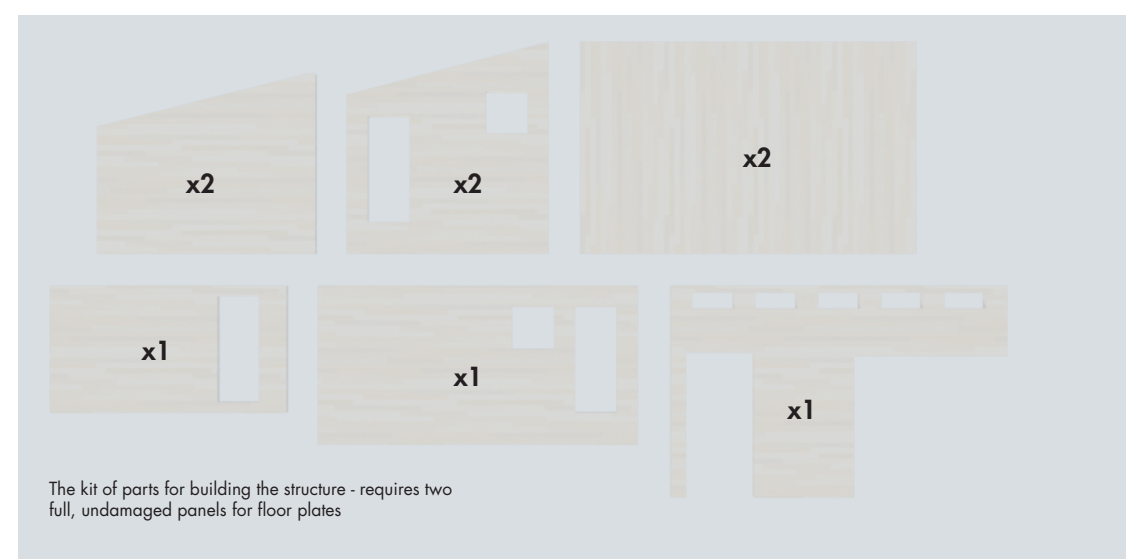 x2
x2
x2
x1
x1
x1
The kit of parts for building the structure - requires two
full, undamaged panels for floor plates